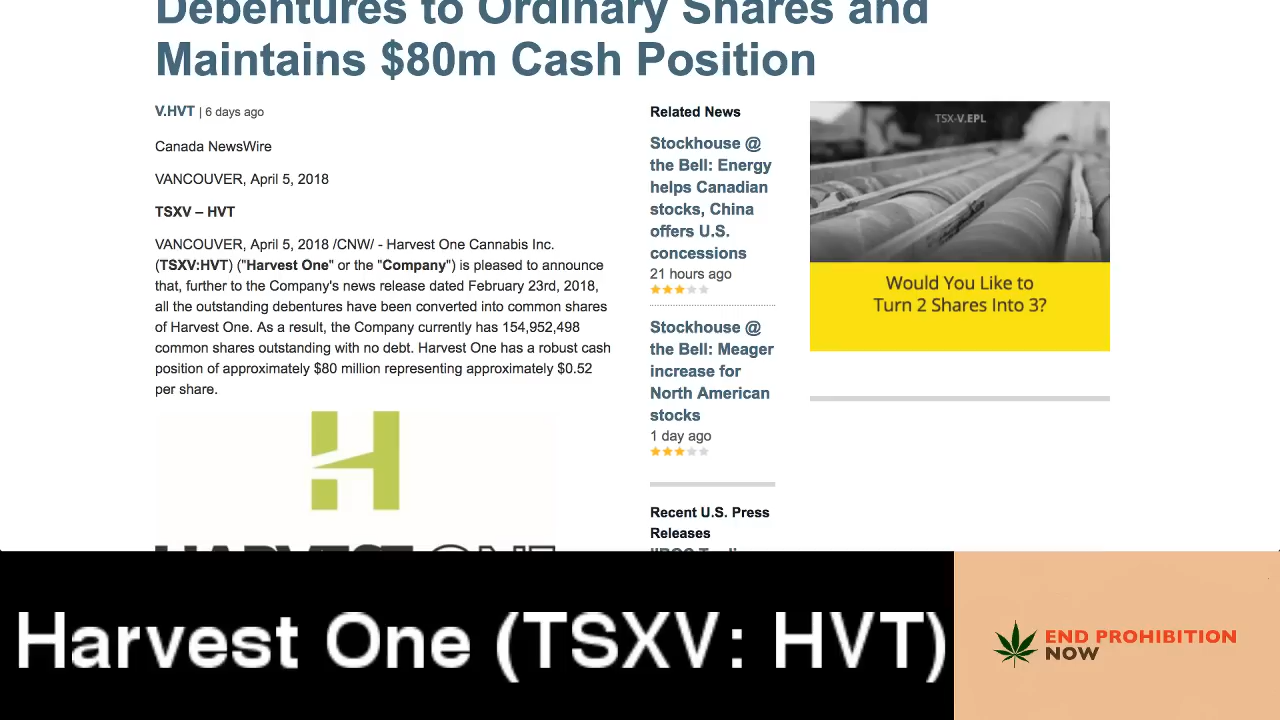 Debentures to Ordinary Shares and
Maintains $80m Cash Position
V.HVT | 6 days ago
Canada NewsWire
VANCOUVER, April 5, 2018
TSXV – HVT
VANCOUVER, April 5, 2018 /CNW/ - Harvest One Cannabis Inc.
(TSXV:HVT) ("Harvest One" or the "Company") is pleased to announce
that, further to the Company's news release dated February 23rd, 2018,
all the outstanding debentures have been converted into common shares
of Harvest One. As a result, the Company currently has 154,952,498
common shares outstanding with no debt. Harvest One has a robust cash
position of approximately $80 million representing approximately $0.52
per share.
H
HARVEST ONE
Related News
Stockhouse @
the Bell: Energy
helps Canadian
stocks, China
offers U.S.
concessions
21 hours ago
Stockhouse @
the Bell: Meager
increase for
North American
stocks
1 day ago
Recent U.S. Press
Releases
TSX-V.EPL
Would You Like to
Turn 2 Shares Into 3?
Harvest One (TSXV: HVT)
END PROHIBITION
NOW